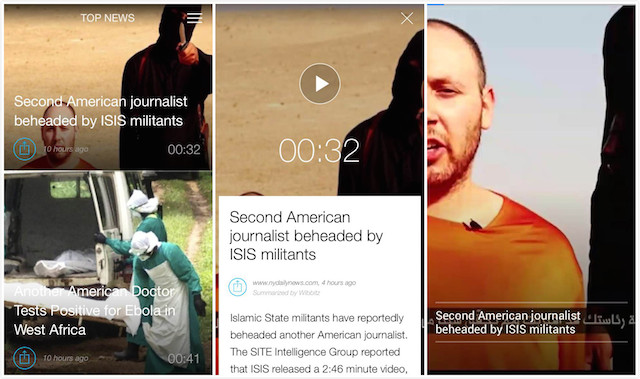 TOP NEWS
Second American journalist
beheaded by ISIS militants
10 hours ago
00:32
Another American Doctor
Tests Positive for Ebola in
West Africa
10 hours ago
00:41
00:32
Second American
journalist beheaded by
ISIS militants
www.nydailynews.com, 4 hours ago
Summarized by Wibbitz
Islamic State militants have reportedly
beheaded another American journalist.
The SITE Intelligence Group reported
that ISIS released a 2:46 minute video,
Second American journalist
beheaded by ISIS militants